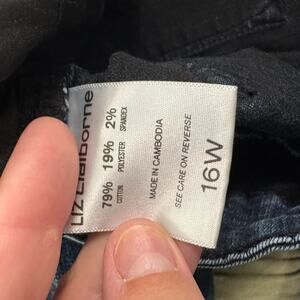 Liz Claiborne
79% 19% 2%
COTTON POLYESTER SPANDEX
MADE IN CAMBODIA
SEE CARE ON REVERSE
16W